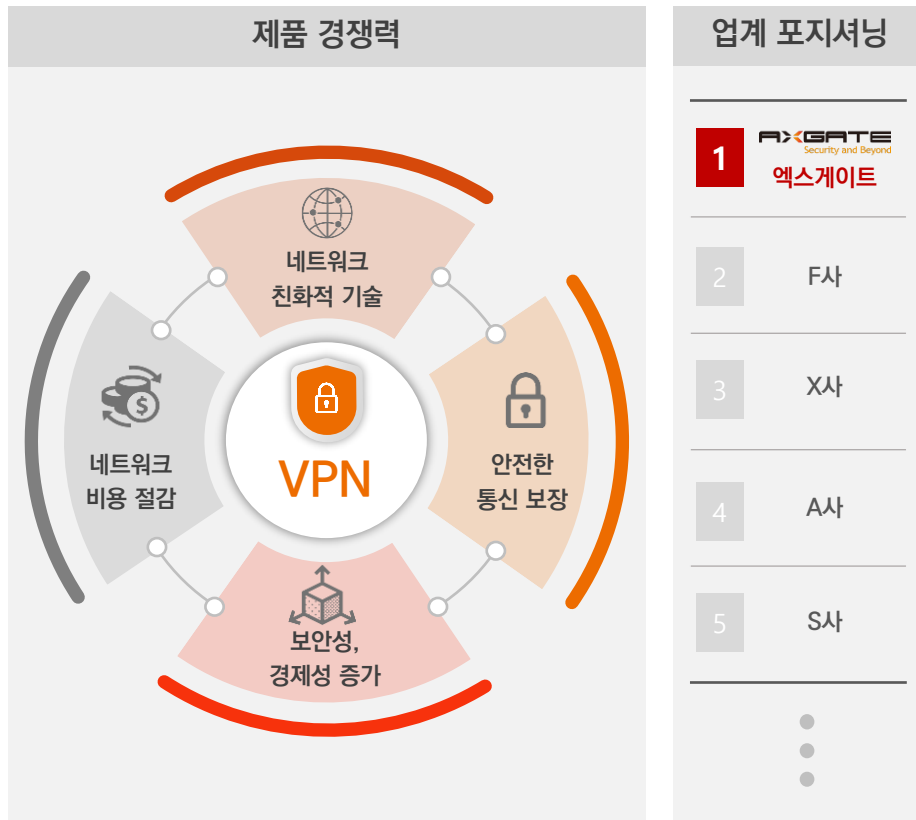 제품 경쟁력
네트워크
친화적 기술
네트워크
비용 절감
VPN
안전한
통신 보장
보안성,
경제성 증가
업계 포지셔닝
1
AXGATE
Security and Beyond
엑스게이트
2
F사
3
X사
4
A사
5
S사